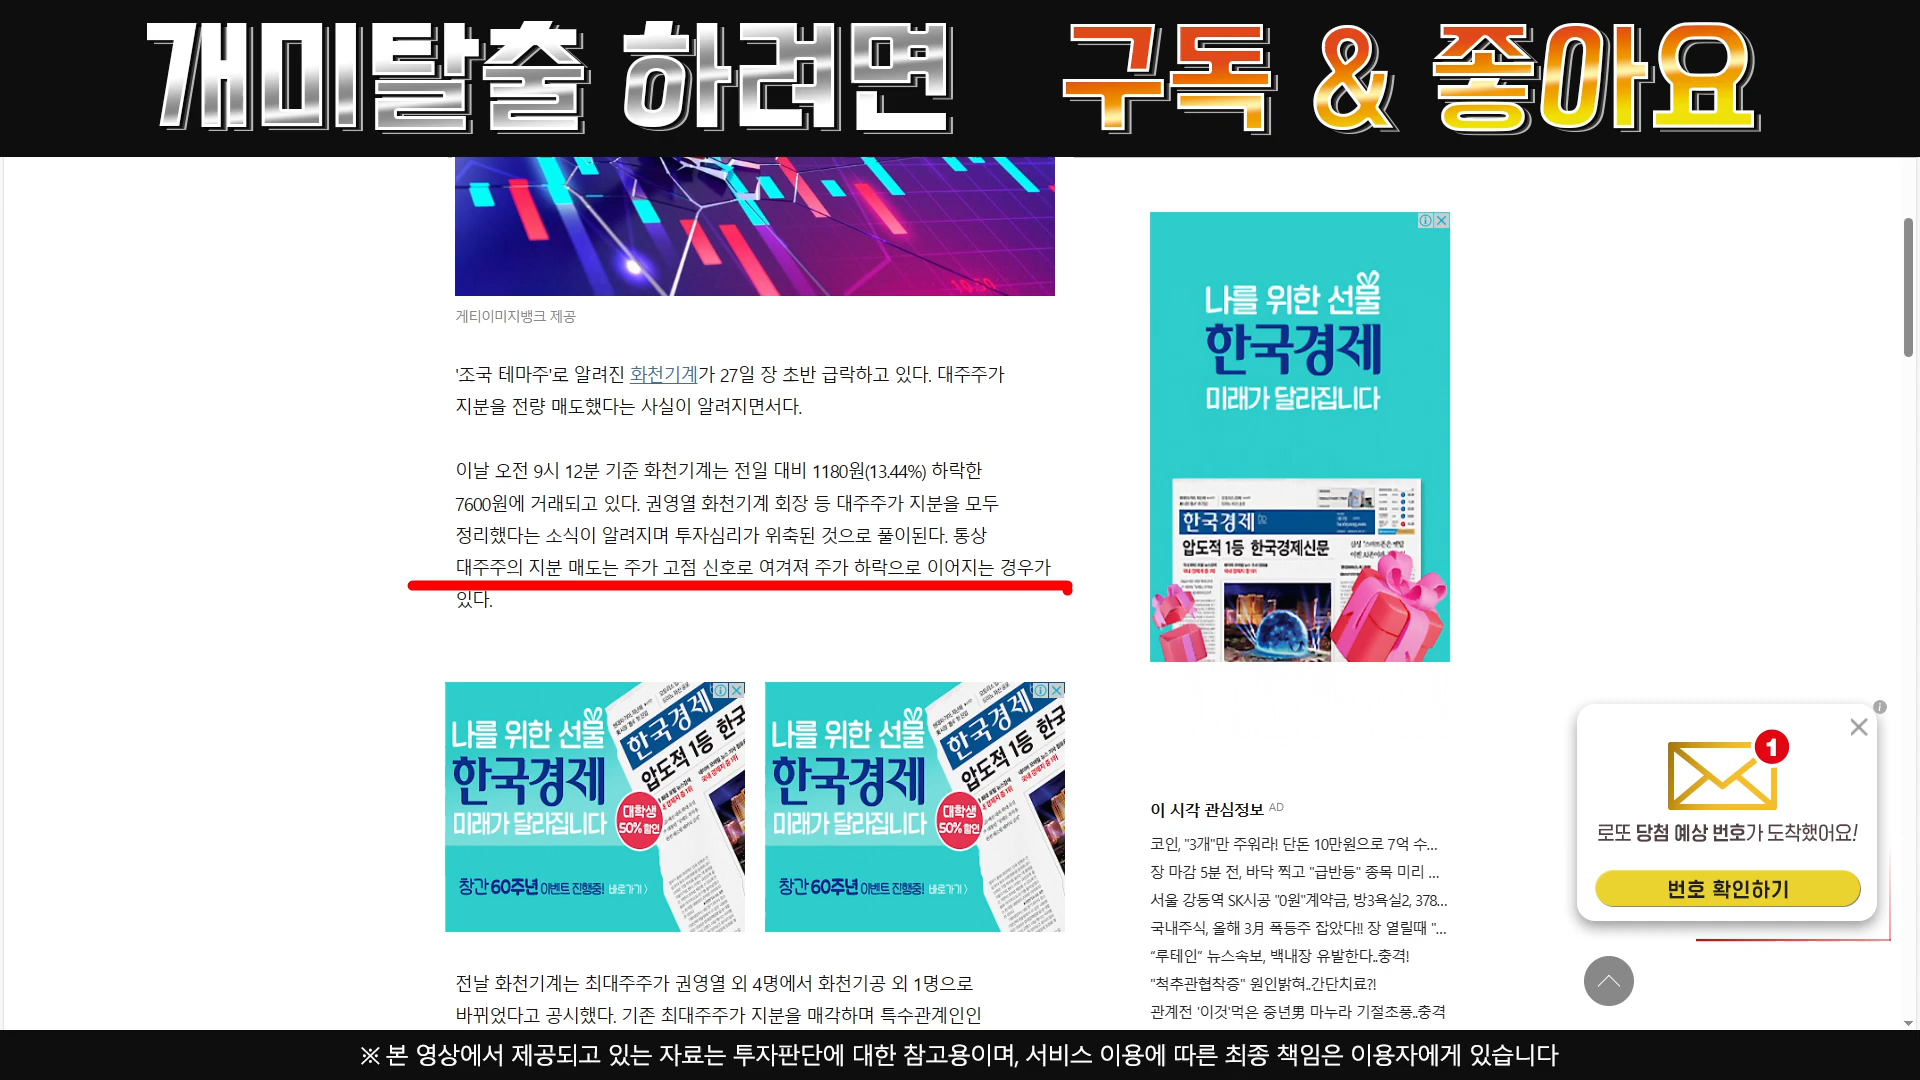 개미탈출 하려면 구독 & 좋아요
게티이미지뱅크 제공
'조국 테마주'로 알려진 화천기계가 27일 장 초반 급락하고 있다. 대주주가
지분을 전량 매도했다는 사실이 알려지면서다.
이날 오전 9시 12분 기준 화천기계는 전일 대비 1180원(13.44%) 하락한
7600원에 거래되고 있다. 권영열 화천기계 회장 등 대주주가 지분을 모두
정리했다는 소식이 알려지며 투자심리가 위축된 것으로 풀이된다. 통상
대주주의 지분 매도는 주가 고점 신호로 여겨져 주가 하락으로 이어지는 경우가
있다.
나를 위한 선물
한국경제
미래가 달라집니다
대학생
50% 할인
창간 60주년 이벤트 진행중! 바로가기 〉
한국경제
압도적 1등 한국
나를 위한 선물
한국경제
미래가 달라집니다
대학생
50% 할인
창간 60주년 이벤트 진행중! 바로가기 〉
한국경제
압도적 1등 한국
전날 화천기계는 최대주주가 권영열 외 4명에서 화천기공 외 1명으로
바뀌었다고 공시했다. 기존 최대주주가 지분을 매각하며 특수관계인인
나를 위한 선물
한국경제
미래가 달라집니다
한국경제
압도적 1등 한국경제신문
이 시각 관심정보 AD
코인, "3개"만 주워라! 단돈 10만원으로 7억 수...
장 마감 5분 전, 바닥 찍고 "급반등" 종목 미리 ...
서울 강동역 SK시공 "0원"계약금, 방3욕실2, 378...
국내주식, 올해 3월 폭등주 잡았다!! 장 열릴때 "...
"루테인" 뉴스속보, 백내장 유발한다..충격!
"척추관협착증" 원인밝혀..간단치료?!
관계전 '이것'먹은 중년男 마누라 기절초풍..충격
1
로또 당첨 예상 번호가 도착했어요!
번호 확인하기
※ 본 영상에서 제공되고 있는 자료는 투자판단에 대한 참고용이며, 서비스 이용에 따른 최종 책임은 이용자에게 있습니다